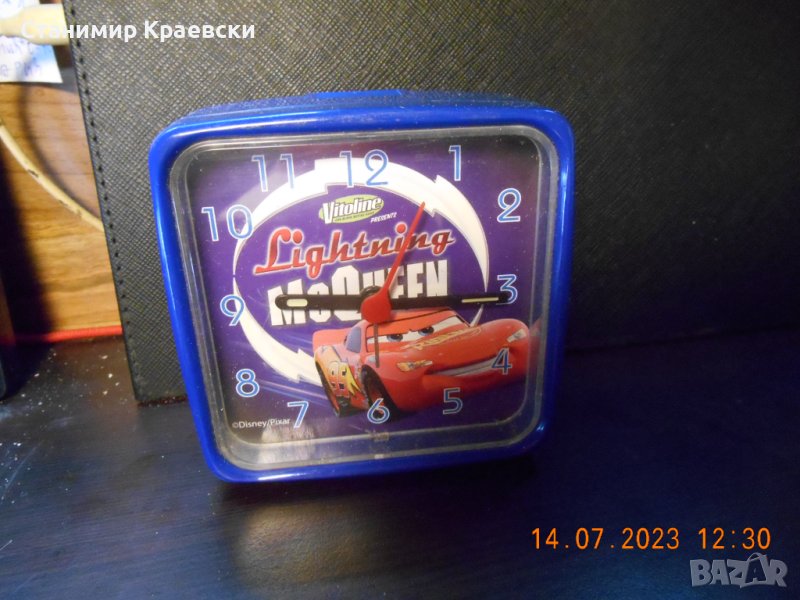 Станимир Краевски
11 12 1
10 2
9 3
8 4
7 6 5
Vitoline
PRESENTS
Lightning
McQUEEN
©Disney/Pixar
14.07.2023 12:30
BAZAR